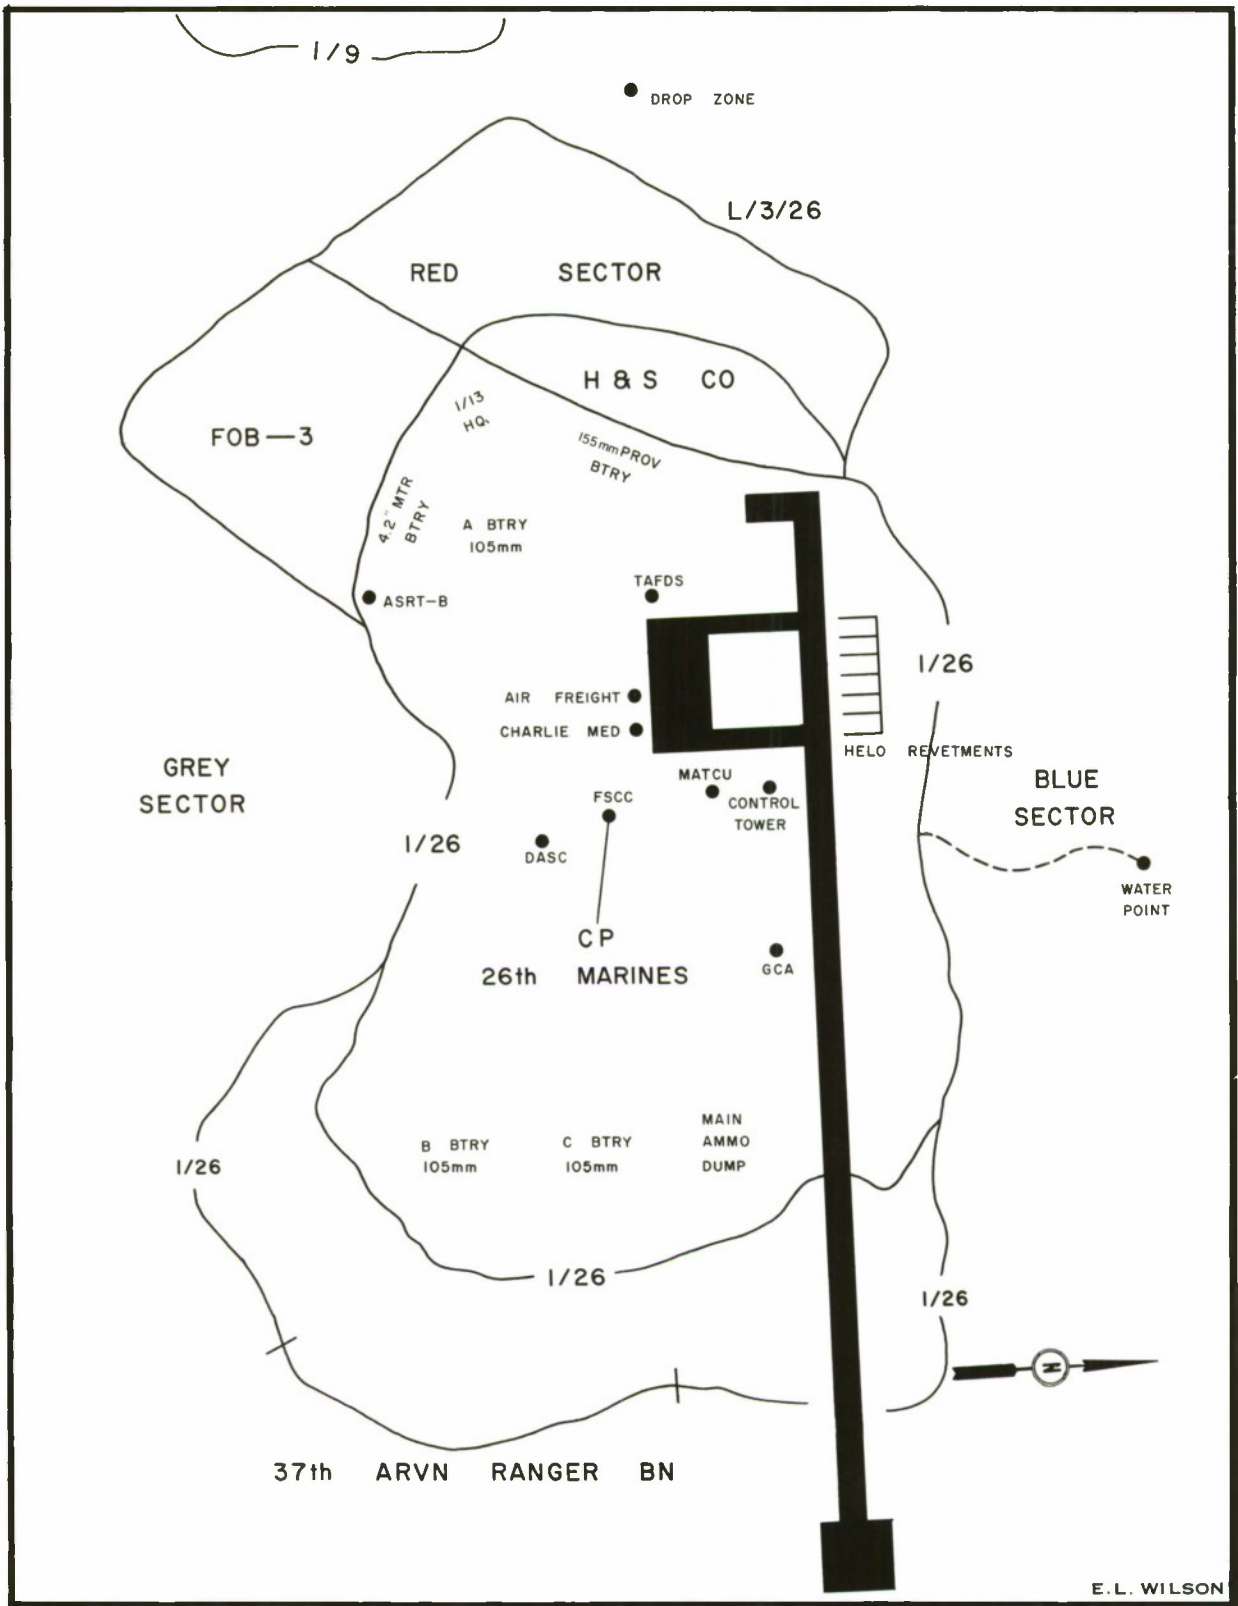 1/9
DROP ZONE
L/3/26
RED SECTOR
H & S CO
1/13
HQ.
FOB—3
155mm PROV
BTRY
4.2" MTR
BTRY
A BTRY
105mm
TAFDS
ASRT-B
1/26
AIR FREIGHT
CHARLIE MED
HELO REVETMENTS
GREY
SECTOR
MATCU
BLUE
SECTOR
FSCC
CONTROL
TOWER
1/26
DASC
WATER
POINT
CP
26th MARINES
GCA
MAIN
AMMO
DUMP
B BTRY
105mm
C BTRY
105mm
1/26
1/26
1/26
N
37th ARVN RANGER BN
E.L. WILSON